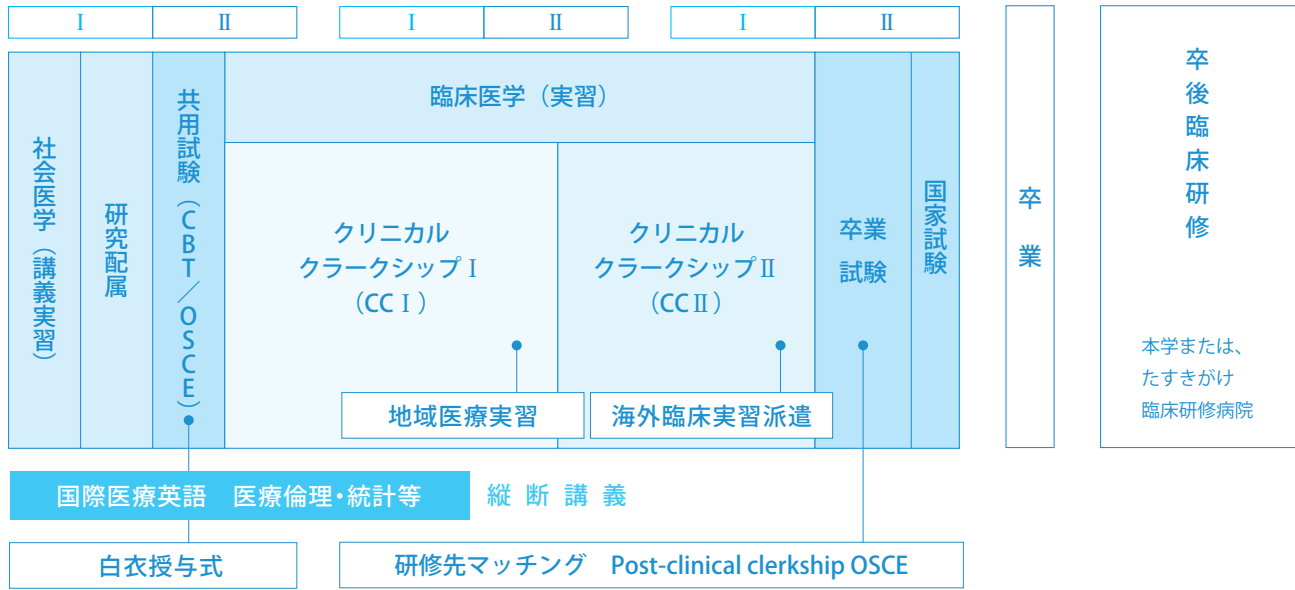 Ⅰ
Ⅱ
Ⅰ
Ⅱ
Ⅰ
Ⅱ
社会医学（講義実習）
研究配属
共用試験（CBT／OSCE）
臨床医学（実習）
クリニカル
クラークシップⅠ
（CCⅠ）
クリニカル
クラークシップⅡ
（CCⅡ）
卒業
試験
国家試験
卒業
卒後臨床研修
本学または、
たすきがけ
臨床研修病院
地域医療実習
海外臨床実習派遣
国際医療英語　医療倫理・統計等
縦断講義
白衣授与式
研修先マッチング　Post-clinical clerkship OSCE